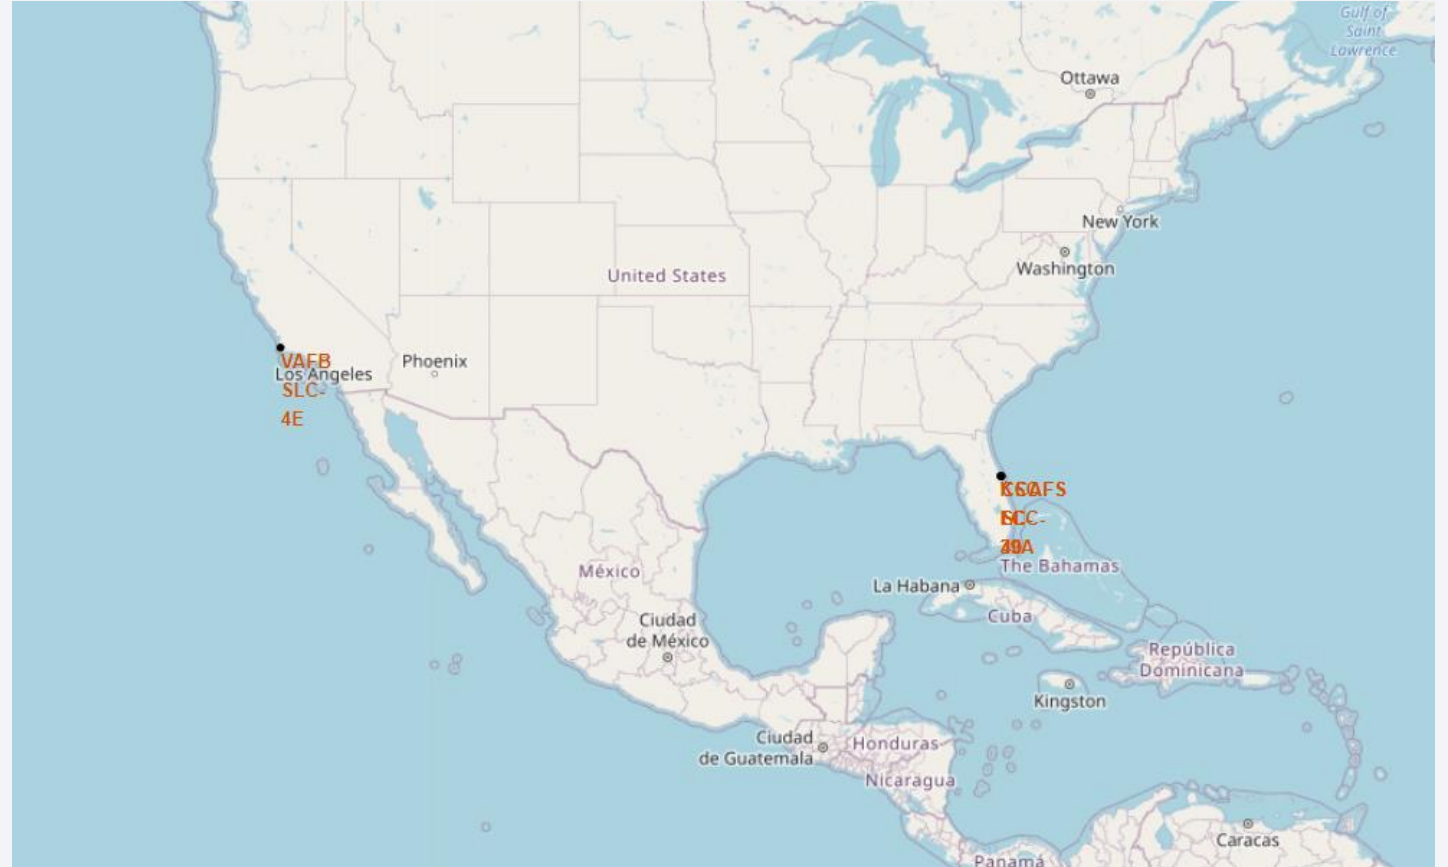 Gulf of
Saint
Lawrence
Ottawa
New York
Washington
United States
Phoenix
VAFB
SLC-
4E
Los Angeles
The Bahamas
La Habana
Cuba
México
Ciudad
de México
República
Dominicana
Kingston
Ciudad
de Guatemala
Honduras
Nicaragua
Caracas
Panamá